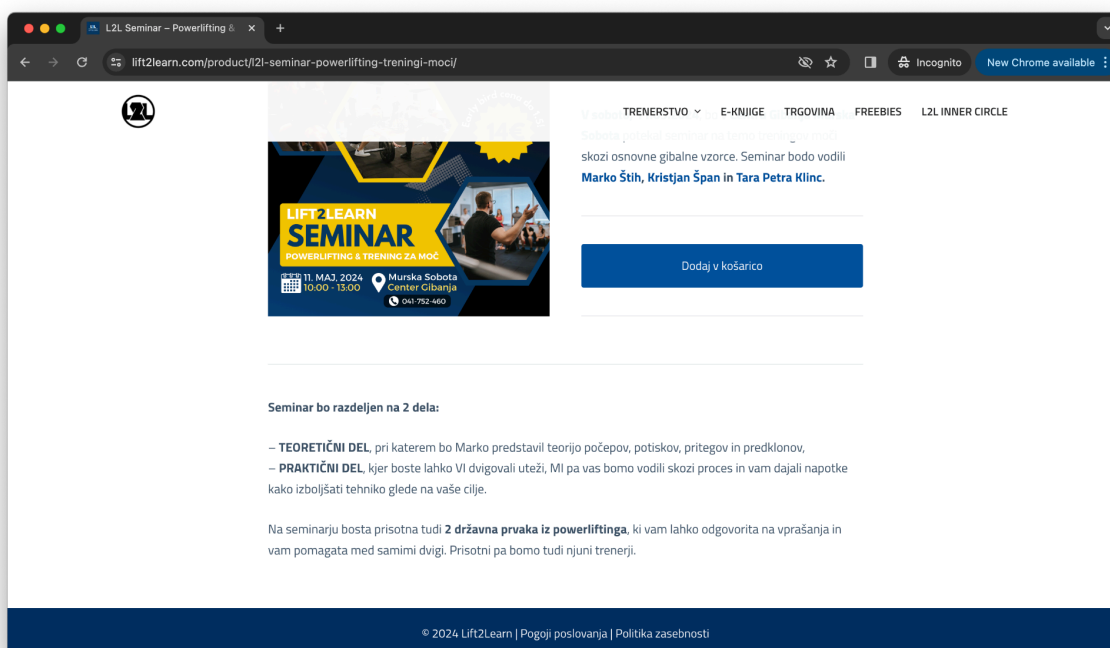 L2L Seminar – Powerlifting &
lift2learn.com/product/l2l-seminar-powerlifting-treningi-moci/
Incognito
New Chrome available
L2L
TRENERSTVO
E-KNJIGE
TRGOVINA
FREEBIES
L2L INNER CIRCLE
skozi osnovne gibalne vzorce. Seminar bodo vodili
Marko Štih, Kristjan Špan in Tara Petra Klinc.
LIFT2LEARN
SEMINAR
POWERLIFTING & TRENING ZA MOČ
11. MAJ, 2024
10:00 - 13:00
Murska Sobota
Center Gibanja
041-752-460
Dodaj v košarico
Seminar bo razdeljen na 2 dela:
– TEORETIČNI DEL, pri katerem bo Marko predstavil teorijo počepov, potiskov, pritegov in predklonov,
– PRAKTIČNI DEL, kjer boste lahko VI dvigovali uteži, MI pa vas bomo vodili skozi proces in vam dajali napotke
kako izboljšati tehniko glede na vaše cilje.
Na seminarju bosta prisotna tudi 2 državna prvaka iz powerliftinga, ki vam lahko odgovorita na vprašanja in
vam pomagata med samimi dvigi. Prisotni pa bomo tudi njuni trenerji.
© 2024 Lift2Learn | Pogoji poslovanja | Politika zasebnosti